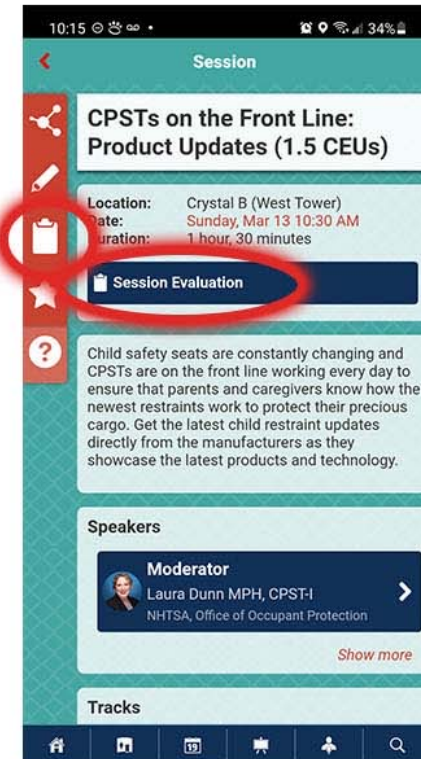 10:15 34%
Session
CPSTs on the Front Line:
Product Updates (1.5 CEUs)
Location: Crystal B (West Tower)
Date: Sunday, Mar 13 10:30 AM
Duration: 1 hour, 30 minutes
Session Evaluation
?
Child safety seats are constantly changing and
CPSTs are on the front line working every day to
ensure that parents and caregivers know how the
newest restraints work to protect their precious
cargo. Get the latest child restraint updates
directly from the manufacturers as they
showcase the latest products and technology.
Speakers
Moderator
Laura Dunn MPH, CPST-I
NHTSA, Office of Occupant Protection
Show more
Tracks
19